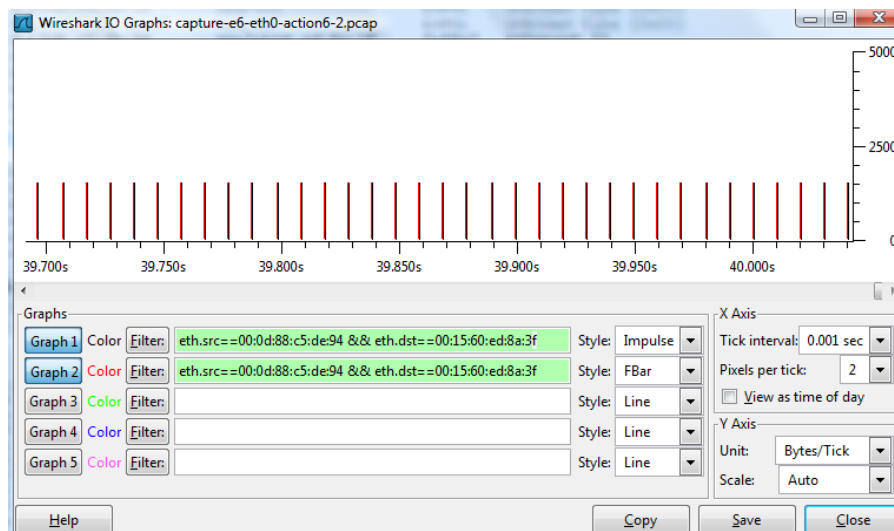 Wireshark IO Graphs: capture-e6-eth0-action6-2.pcap
5000
2500
0
39.700s 39.750s 39.800s 39.850s 39.900s 39.950s 40.000s
Graphs
Graph 1 Color Filter: eth.src==00:0d:88:c5:de:94 && eth.dst==00:15:60:ed:8a:3f Style: Impulse
Graph 2 Color Filter: eth.src==00:0d:88:c5:de:94 && eth.dst==00:15:60:ed:8a:3f Style: FBar
Graph 3 Color Filter: Style: Line
Graph 4 Color Filter: Style: Line
Graph 5 Color Filter: Style: Line
X Axis
Tick interval: 0.001 sec
Pixels per tick: 2
View as time of day
Y Axis
Unit: Bytes/Tick
Scale: Auto
Help Copy Save Close